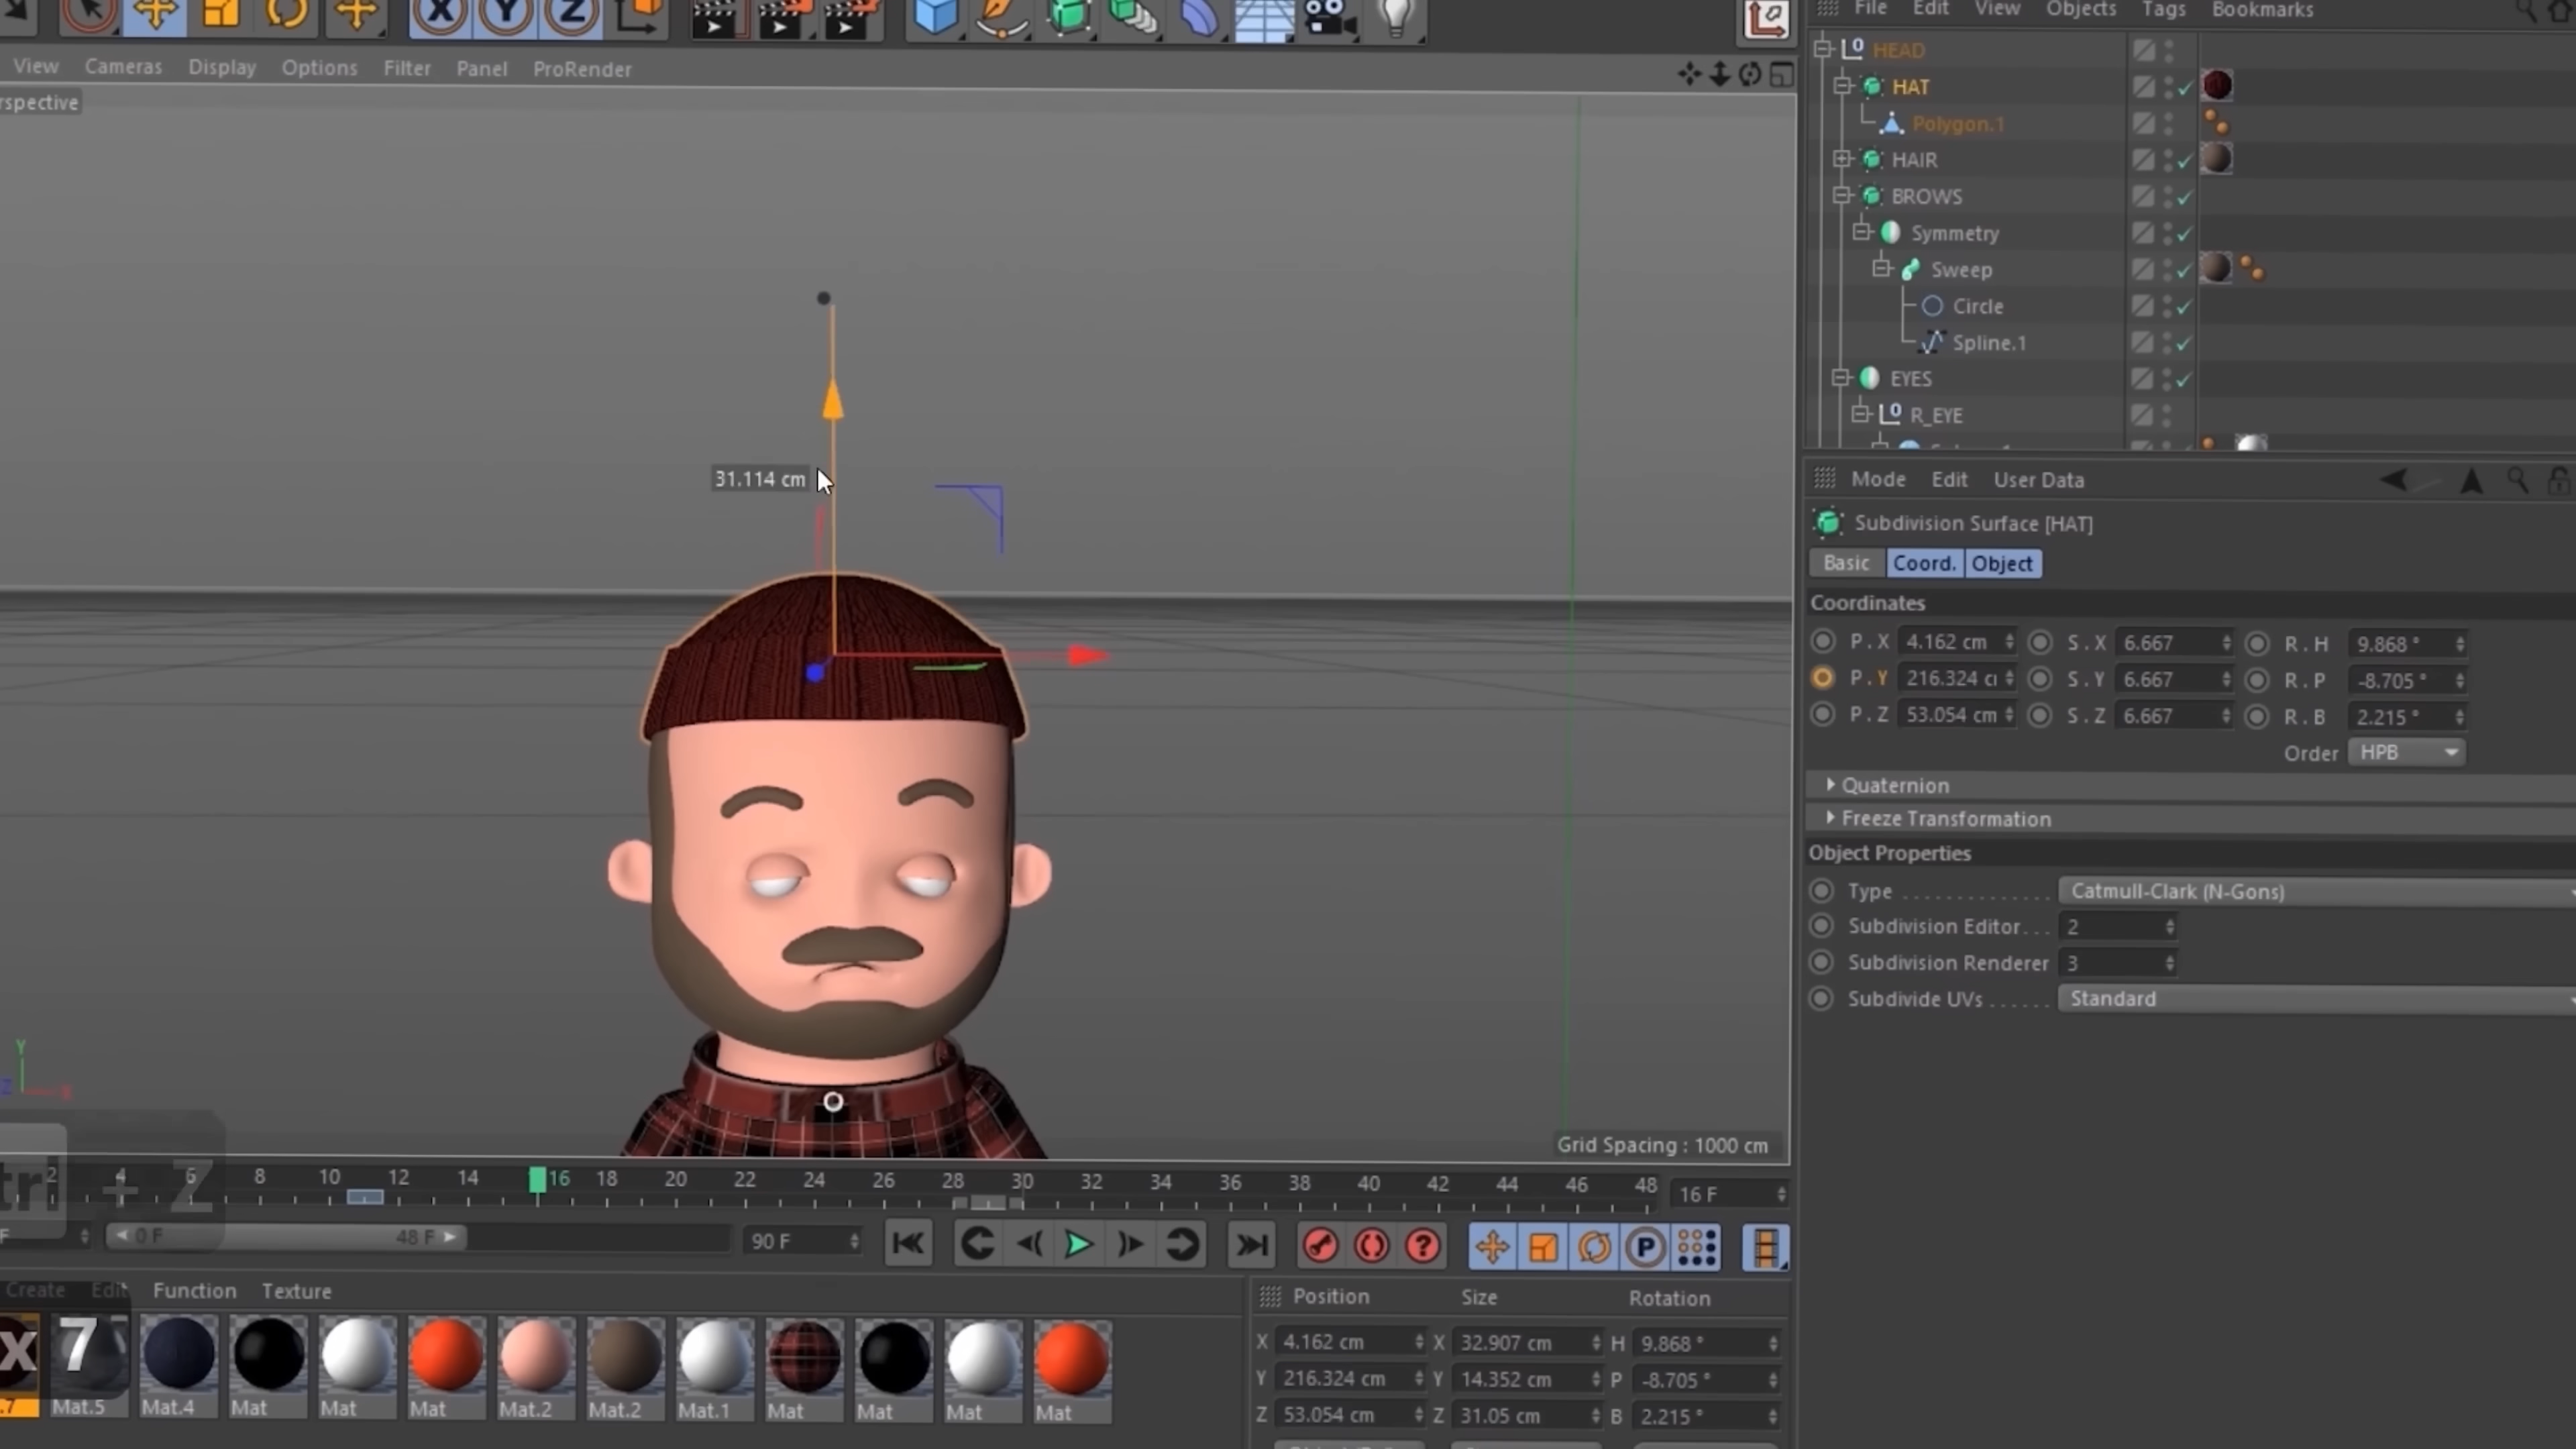 X Y Z
File Edit View Objects Tags Bookmarks
View Cameras Display Options Filter Panel ProRender
rspective
HEAD
HAT
Polygon.1
HAIR
BROWS
Symmetry
Sweep
Circle
Spline.1
EYES
R_EYE
31.114 cm
Mode Edit User Data
Subdivision Surface [HAT]
Basic Coord. Object
Coordinates
P . X 4.162 cm S . X 6.667 R . H 9.868 °
P . Y 216.324 c S . Y 6.667 R . P -8.705 °
P . Z 53.054 cm S . Z 6.667 R . B 2.215 °
Order HPB
Quaternion
Freeze Transformation
Object Properties
Type Catmull-Clark (N-Gons)
Subdivision Editor 2
Subdivision Renderer 3
Subdivide UVs Standard
Y
Z X
Grid Spacing : 1000 cm
2 4 6 8 10 12 14 16 18 20 22 24 26 28 30 32 34 36 38 40 42 44 46 48 16 F
tri + Z
F 0 F 48 F 90 F
P
Create Edit Function Texture
x 7
.7 Mat.5 Mat.4 Mat Mat Mat Mat.2 Mat.2 Mat.1 Mat Mat Mat Mat
Position Size Rotation
X 4.162 cm X 32.907 cm H 9.868 °
Y 216.324 cm Y 14.352 cm P -8.705 °
Z 53.054 cm Z 31.05 cm B 2.215 °